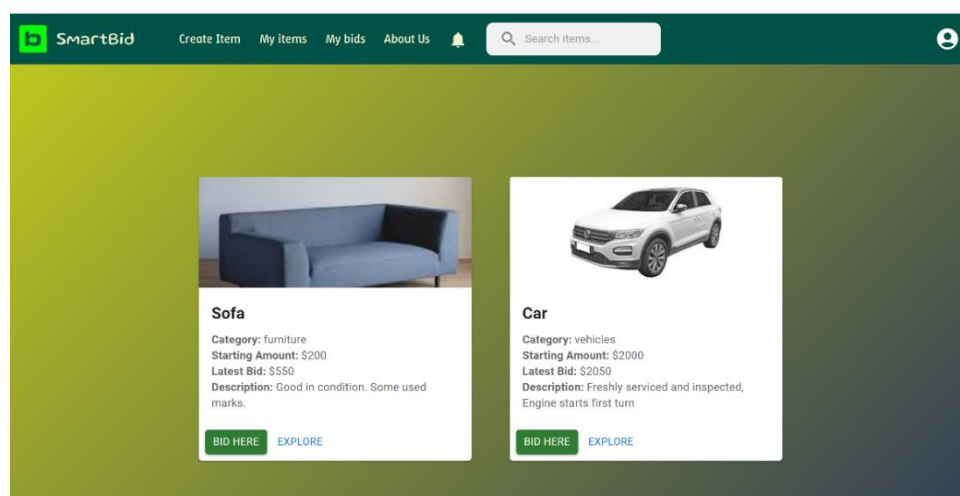 b SmartBid Create Item My items My bids About Us Search Items...
Sofa
Category: furniture
Starting Amount: $200
Latest Bid: $550
Description: Good in condition. Some used
marks.
BID HERE EXPLORE
Car
Category: vehicles
Starting Amount: $2000
Latest Bid: $2050
Description: Freshly serviced and inspected,
Engine starts first turn
BID HERE EXPLORE